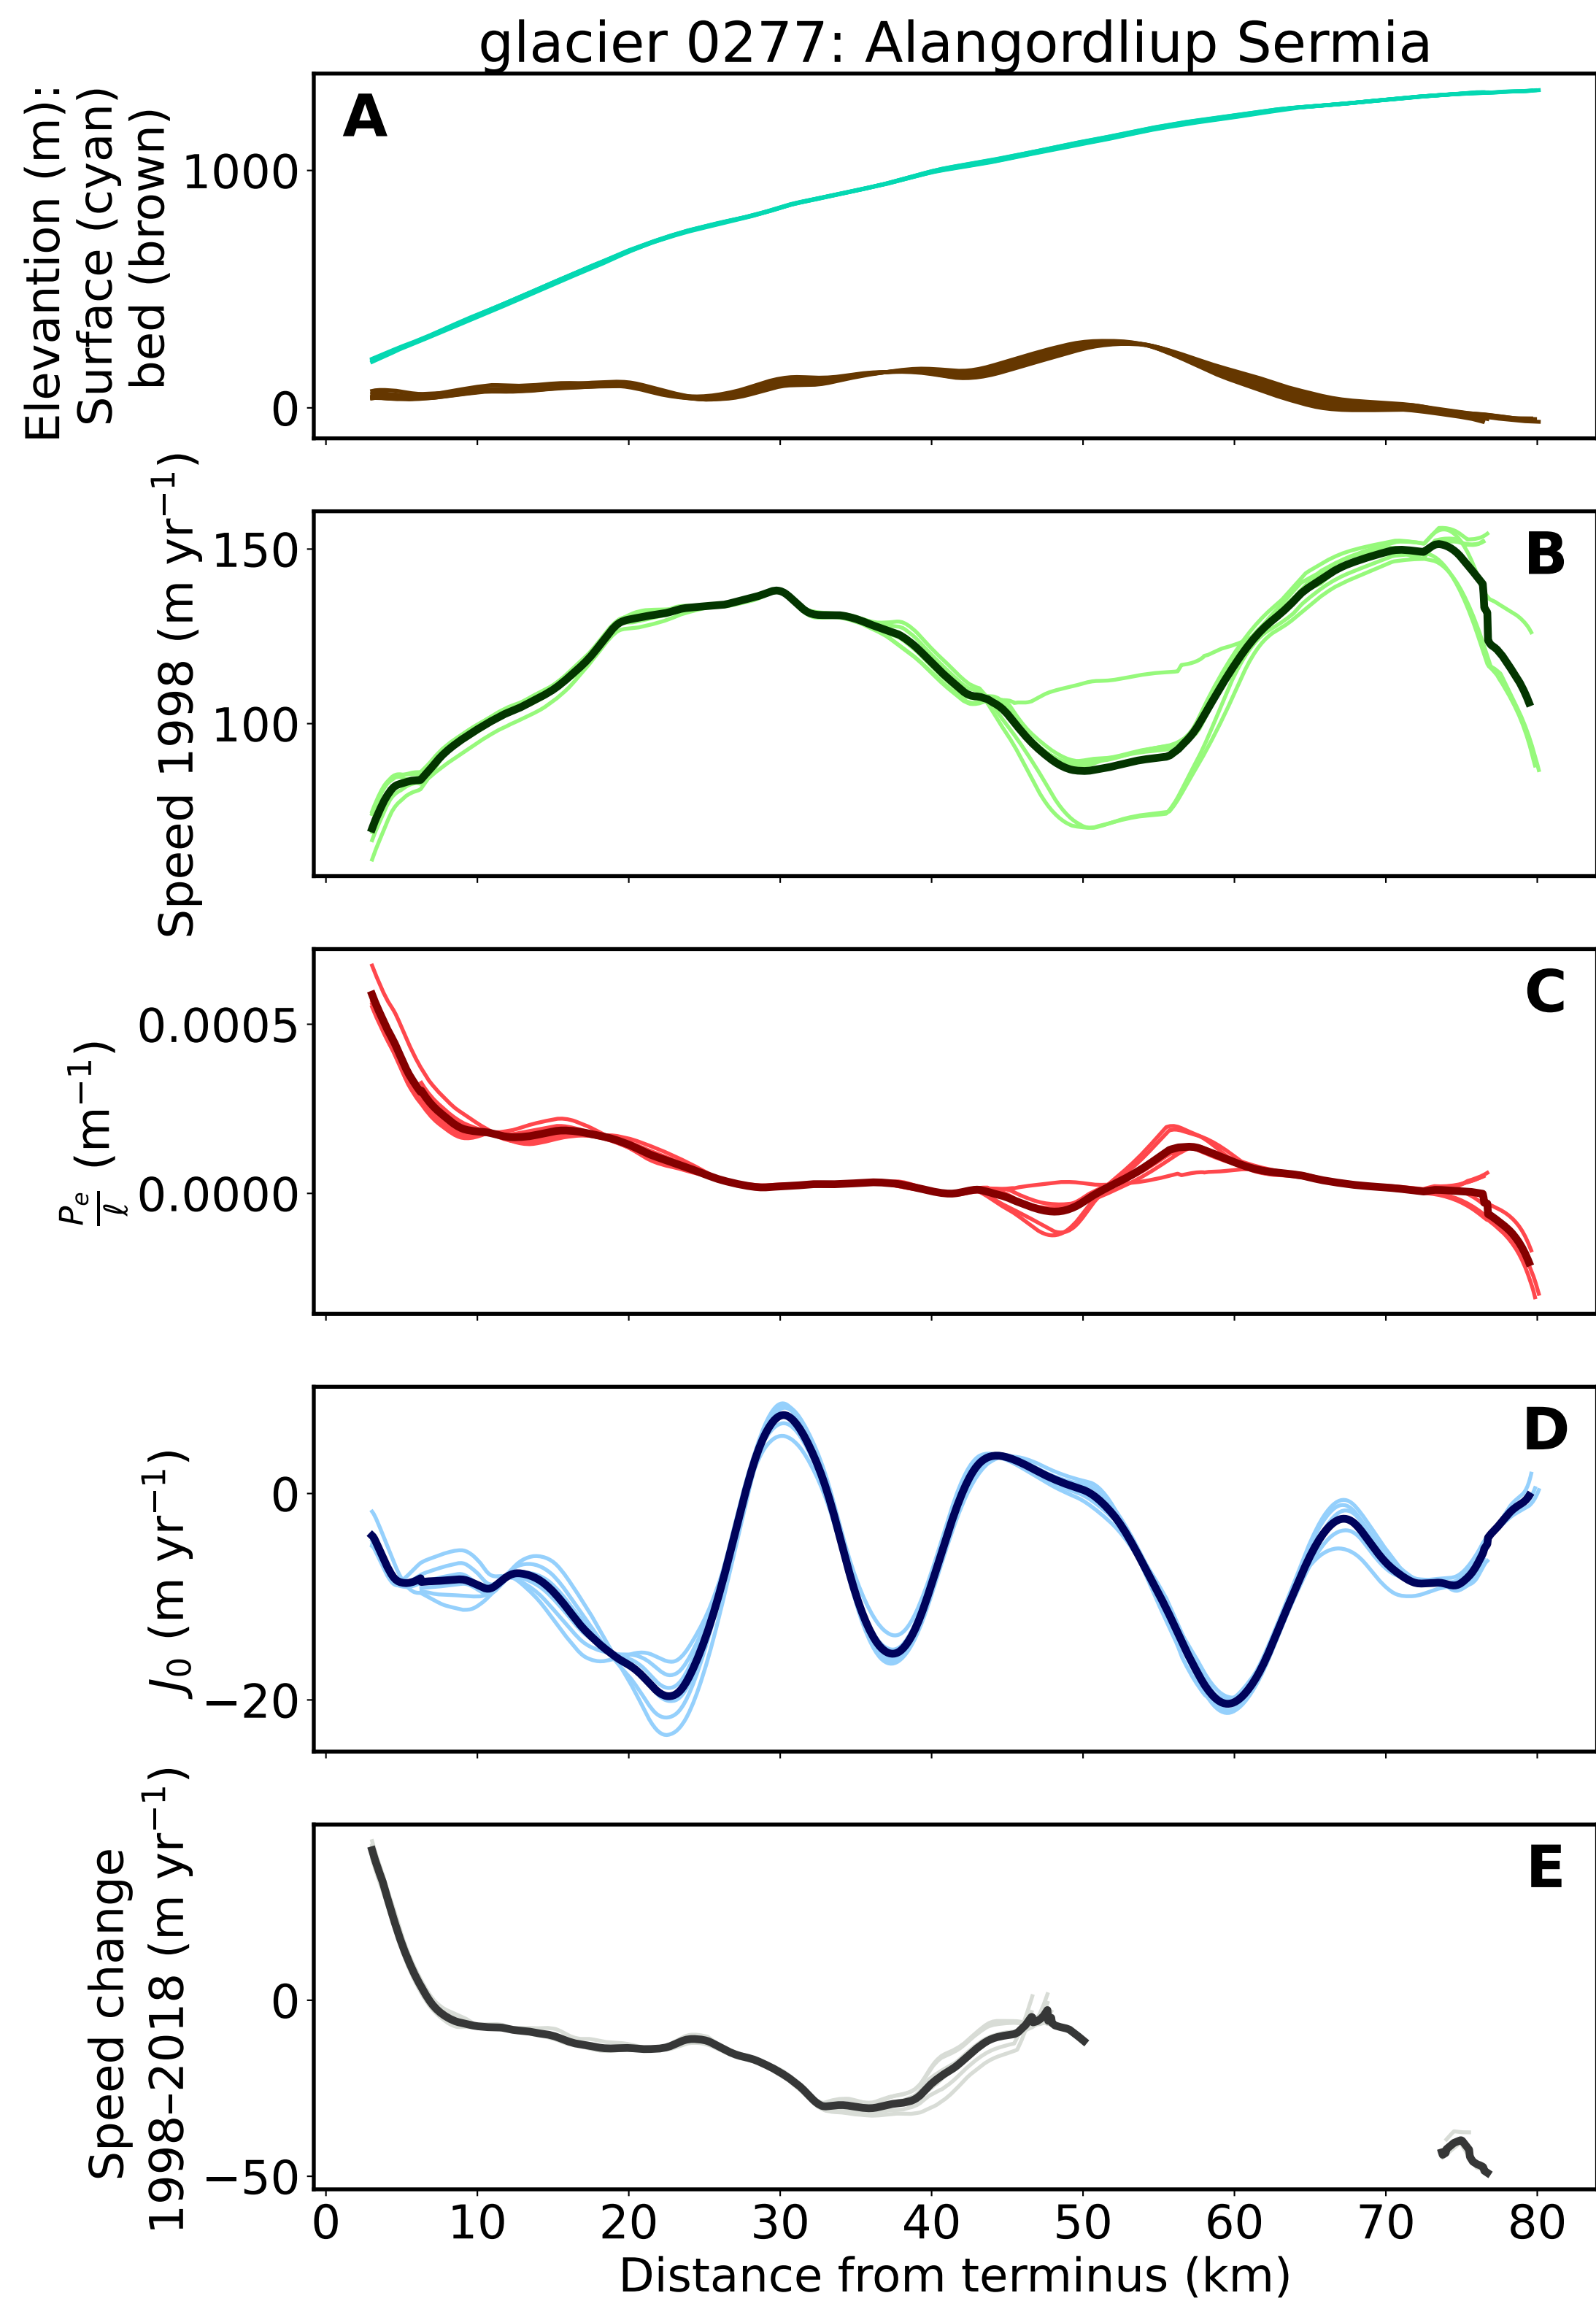 glacier 0277: Alangordliup Sermia
Elevantion (m):
Surface (cyan)
bed (brown)
1000
0
A
Speed 1998 (m yr⁻¹)
150
100
B
Pₑ/ℓ (m⁻¹)
0.0005
0.0000
C
J₀ (m yr⁻¹)
0
−20
D
Speed change
1998–2018 (m yr⁻¹)
0
−50
E
0 10 20 30 40 50 60 70 80
Distance from terminus (km)